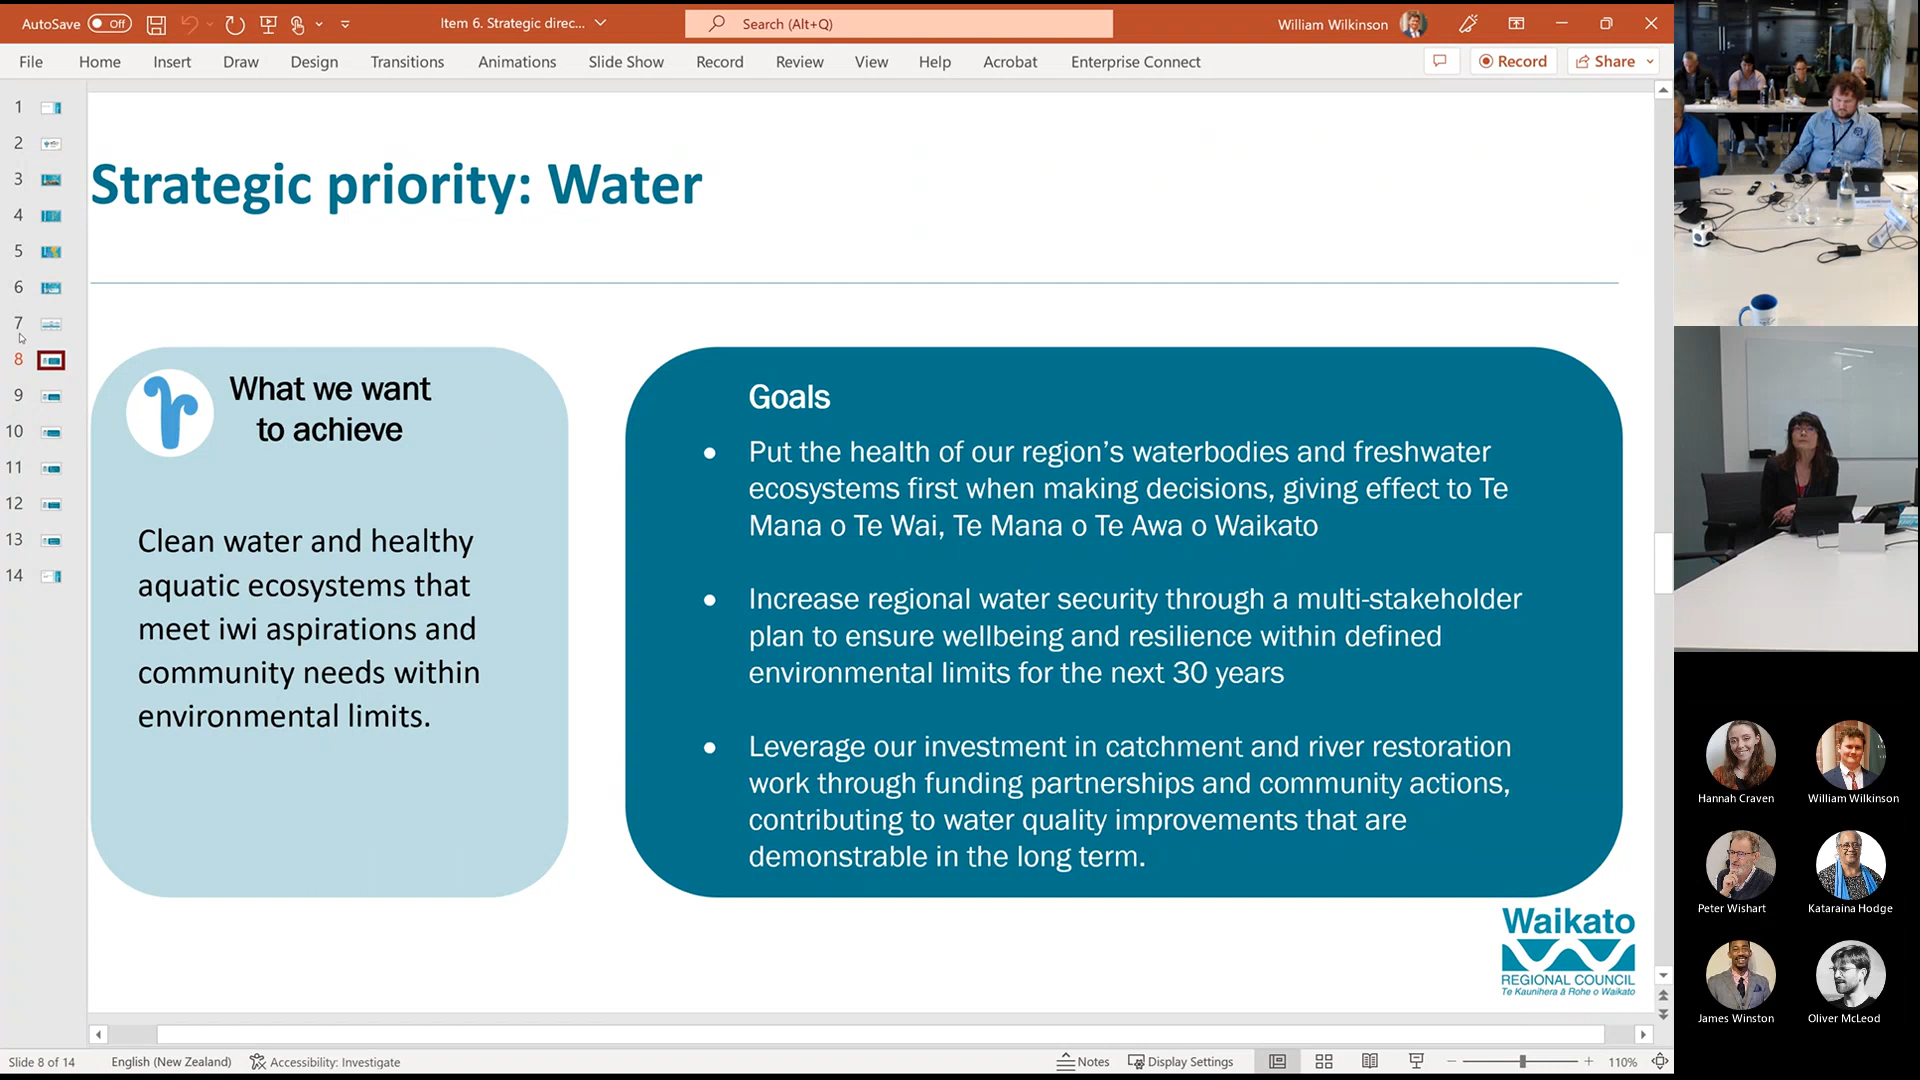 AutoSave Off
Item 6. Strategic direc...
Search (Alt+Q)
William Wilkinson
File Home Insert Draw Design Transitions Animations Slide Show Record Review View Help Acrobat Enterprise Connect
Record
Share
1
2
3
4
5
6
7
8
9
10
11
12
13
14
Strategic priority: Water
What we want
to achieve
Clean water and healthy
aquatic ecosystems that
meet iwi aspirations and
community needs within
environmental limits.
Goals
• Put the health of our region’s waterbodies and freshwater
ecosystems first when making decisions, giving effect to Te
Mana o Te Wai, Te Mana o Te Awa o Waikato
• Increase regional water security through a multi-stakeholder
plan to ensure wellbeing and resilience within defined
environmental limits for the next 30 years
• Leverage our investment in catchment and river restoration
work through funding partnerships and community actions,
contributing to water quality improvements that are
demonstrable in the long term.
Waikato
REGIONAL COUNCIL
Te Kaunihera ā Rohe o Waikato
Hannah Craven
William Wilkinson
Peter Wishart
Kataraina Hodge
James Winston
Oliver McLeod
Slide 8 of 14
English (New Zealand)
Accessibility: Investigate
Notes
Display Settings
110%